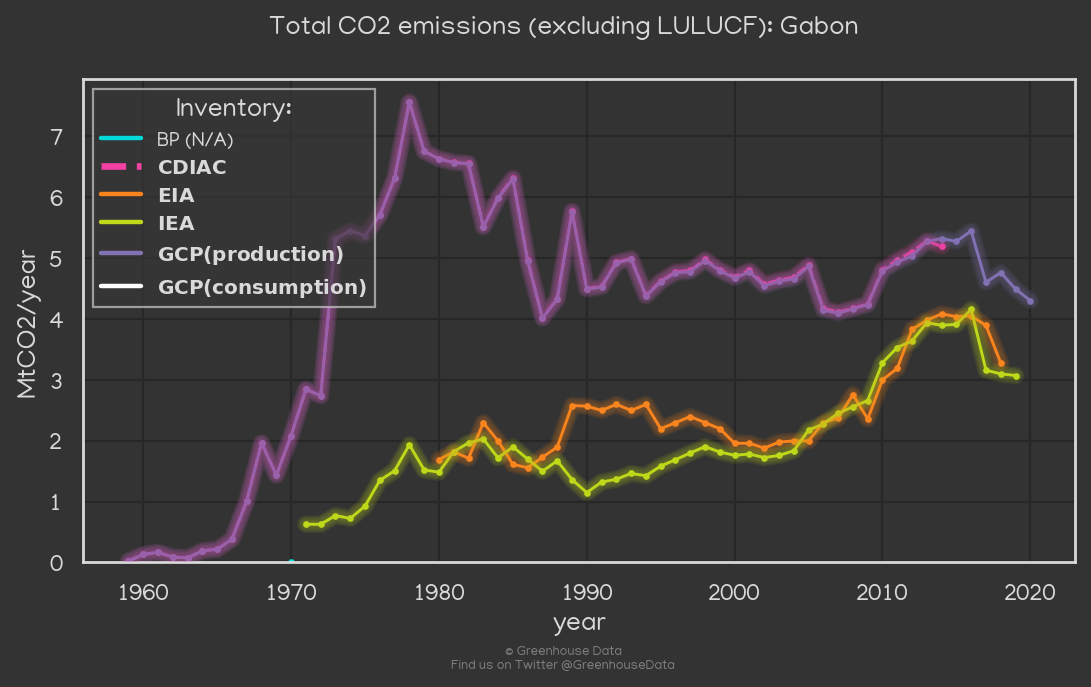 Total CO2 emissions (excluding LULUCF): Gabon
Inventory:
BP (N/A)
CDIAC
EIA
IEA
GCP(production)
GCP(consumption)
MtCO2/year
7
6
5
4
3
2
1
0
1960 1970 1980 1990 2000 2010 2020
year
© Greenhouse Data
Find us on Twitter @GreenhouseData